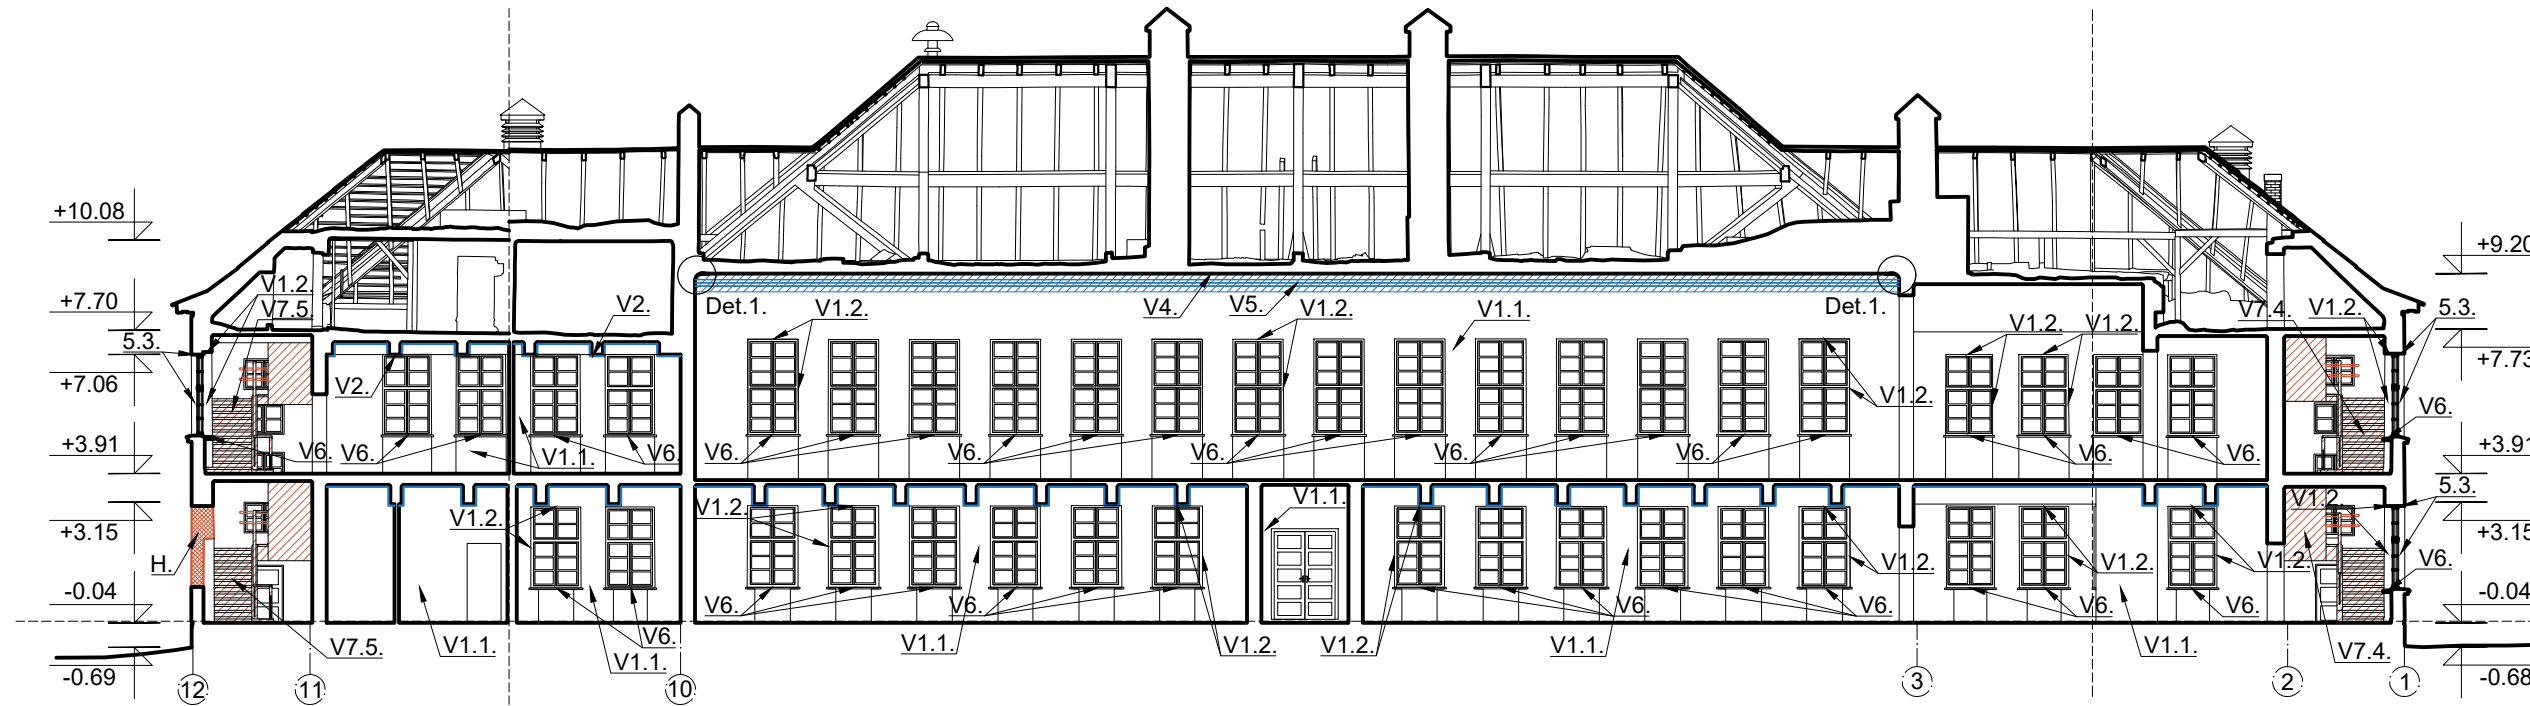 +10.08
+9.20
V1.2.
V7.5.
+7.70
V2.
Det.1.
V1.2.
V4.
V5.
V1.2.
V1.1.
Det.1.
V7.4.
V1.2.
5.3.
5.3.
V1.2.
V1.2.
+7.06
V2.
V1.2.
+7.73
V6.
+3.91
V6.
V6.
V1.1.
V6.
V6.
V6.
V6.
V6.
V6.
V6.
V6.
+3.91
V1.2.
V1.2.
V1.1.
V1.2.
5.3.
+3.15
+3.15
H.
V1.2.
V1.2.
V1.2.
V6.
-0.04
V6.
V6.
V6.
V6.
V6.
V6.
V6.
-0.04
V7.5.
V1.1.
V6.
V1.1.
V1.1.
V1.2.
V1.2.
V1.1.
V1.1.
V7.4.
-0.69
-0.68
12
11
10
3
2
1